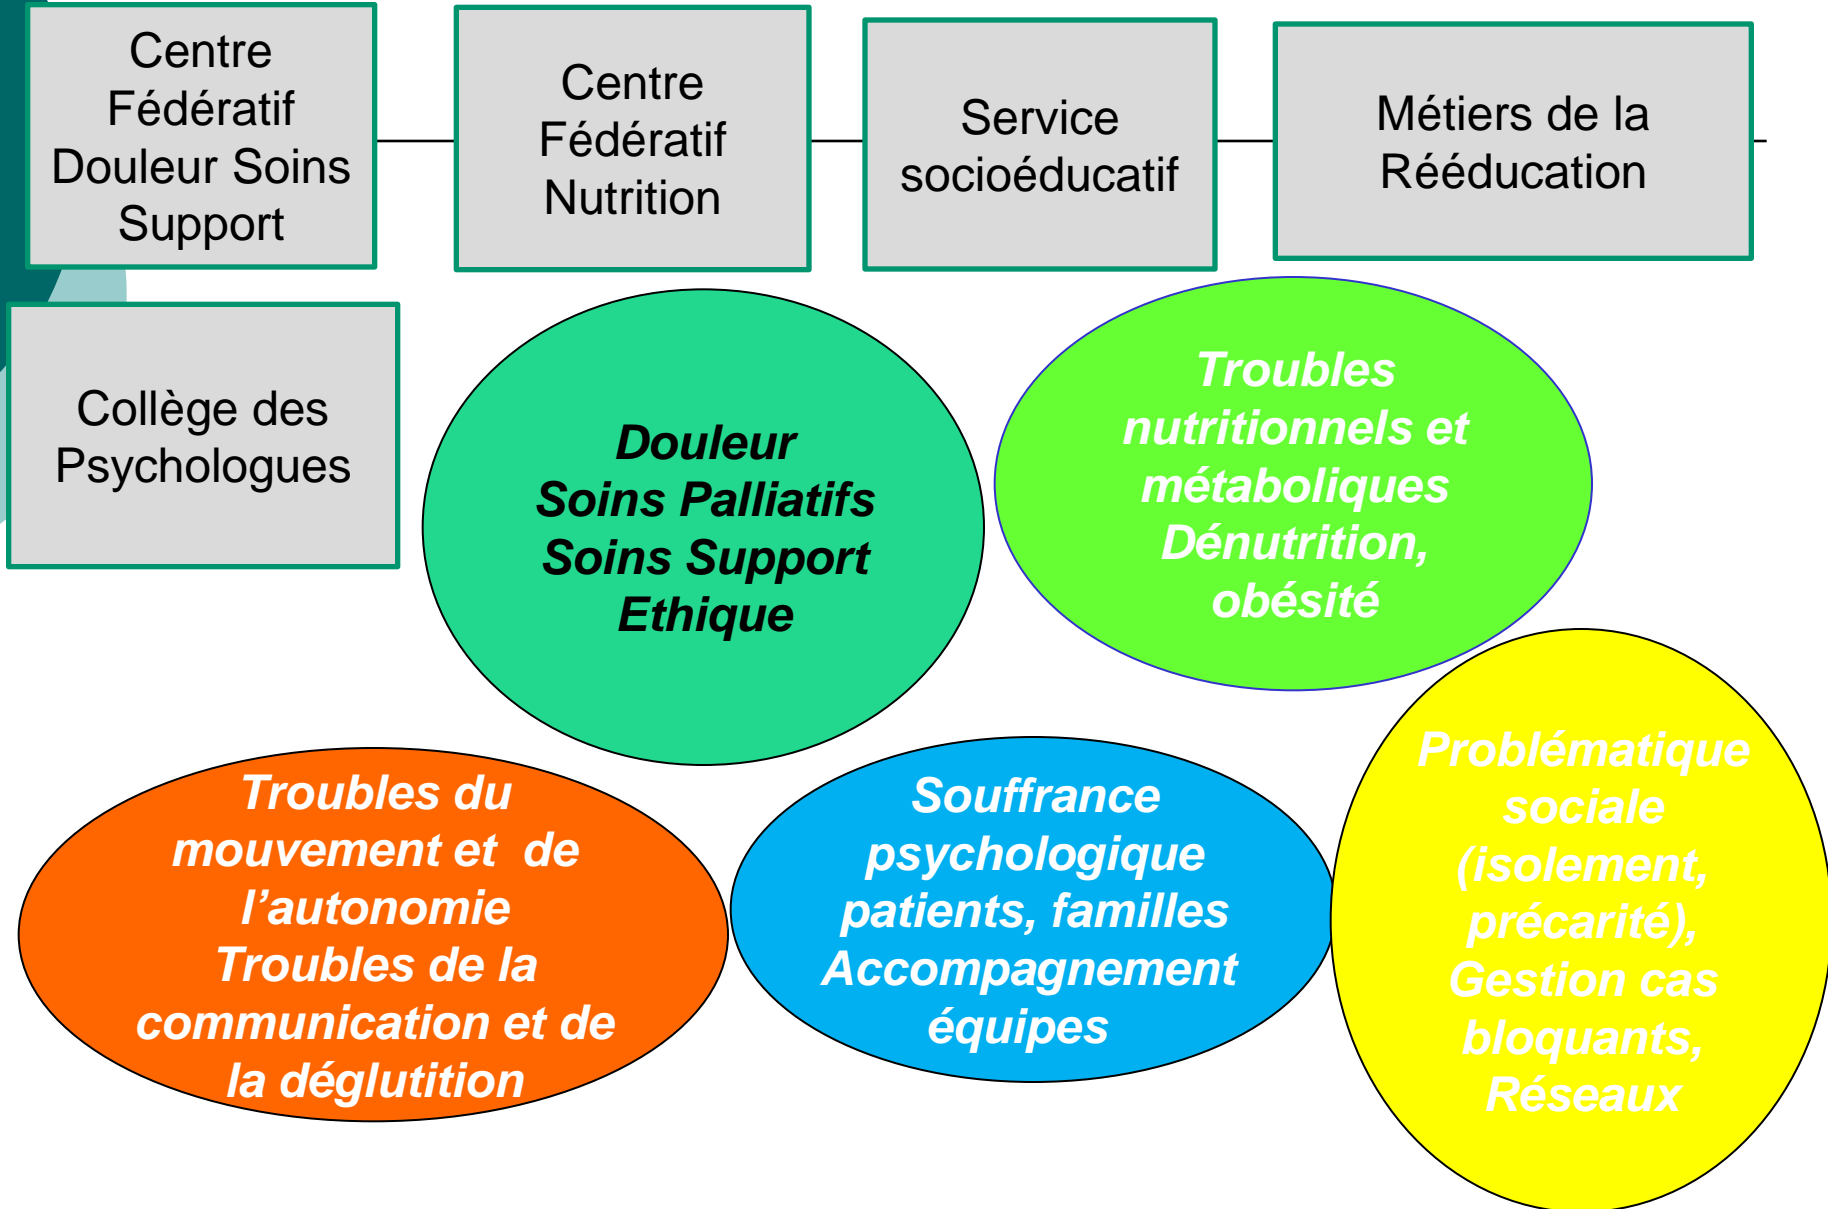 Centre
Fédératif
Douleur Soins
Support
Centre
Fédératif
Nutrition
Service
socioéducatif
Métiers de la
Rééducation
Collège des
Psychologues
Douleur
Soins Palliatifs
Soins Support
Ethique
Troubles
nutritionnels et
métaboliques
Dénutrition,
obésité
Troubles du
mouvement et de
l’autonomie
Troubles de la
communication et de
la déglutition
Souffrance
psychologique
patients, familles
Accompagnement
équipes
Problématique
sociale
(isolement,
précarité),
Gestion cas
bloquants,
Réseaux